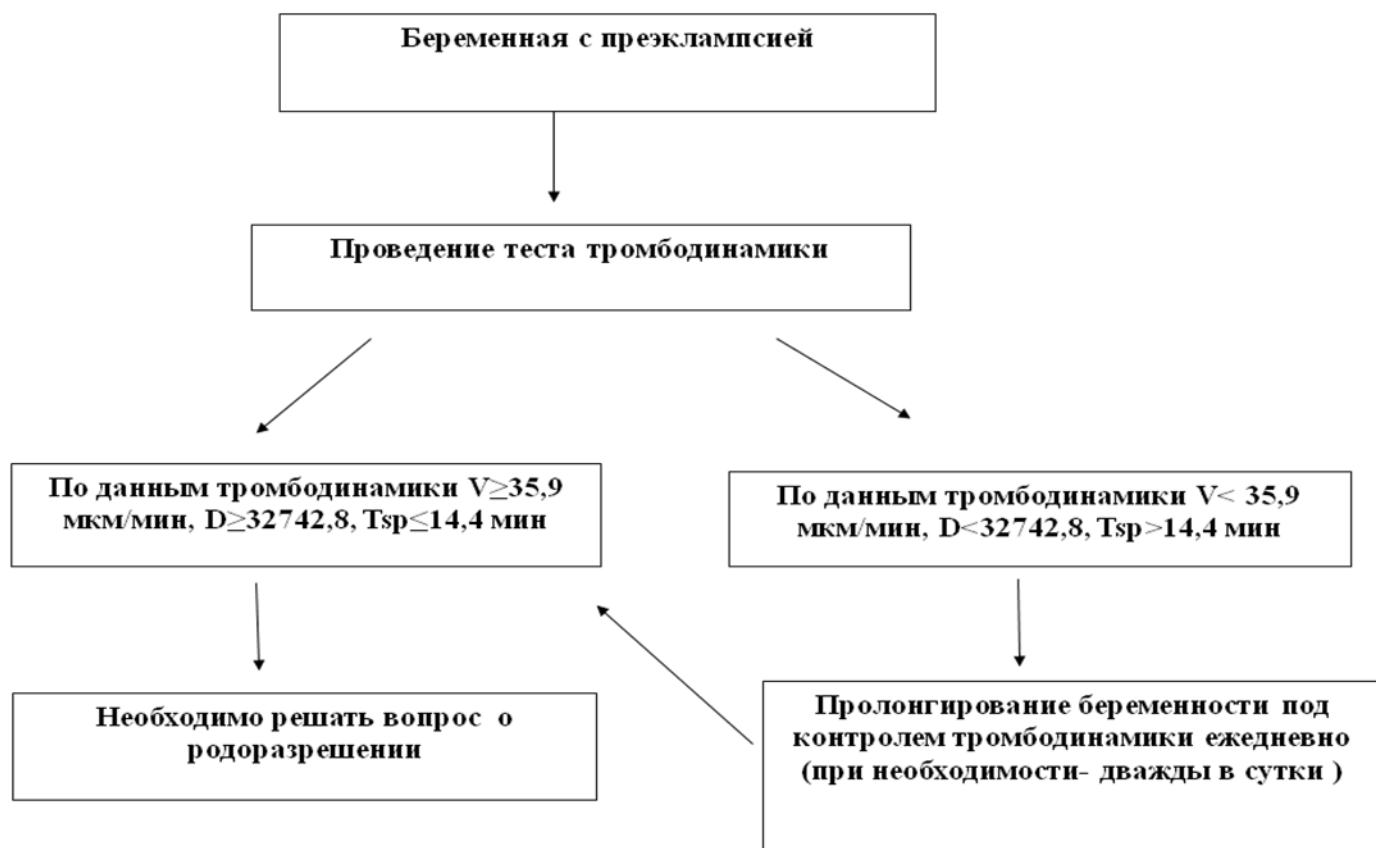 Беременная с преэклампсией
Проведение теста тромбодинамики
По данным тромбодинамики V≥35,9
мкм/мин, D≥32742,8, Tsp≤14,4 мин
По данным тромбодинамики V< 35,9
мкм/мин, D<32742,8, Tsp>14,4 мин
Необходимо решать вопрос о
родоразрешении
Пролонгирование беременности под
контролем тромбодинамики ежедневно
(при необходимости- дважды в сутки )